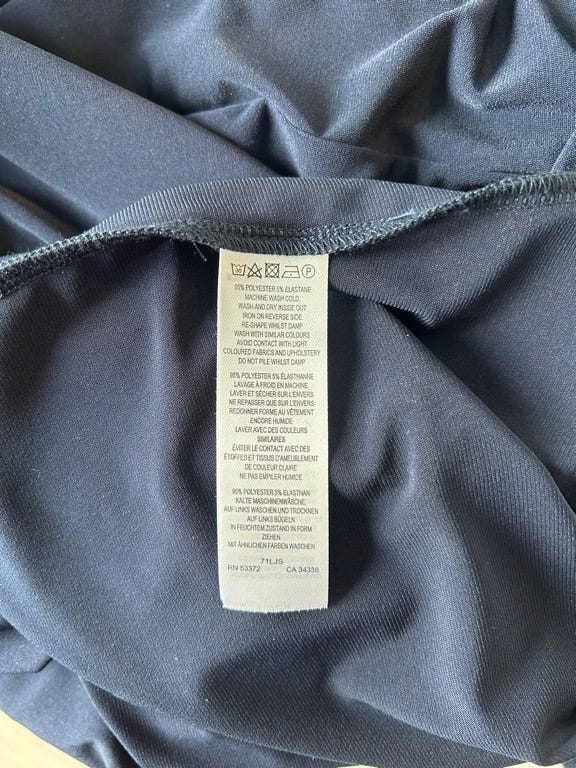 30 P
95% POLYESTER 5% ELASTANE
MACHINE WASH COLD.
WASH AND DRY INSIDE OUT
IRON ON REVERSE SIDE
RE-SHAPE WHILST DAMP
WASH WITH SIMILAR COLOURS
AVOID CONTACT WITH LIGHT
COLOURED FABRICS AND UPHOLSTERY
DO NOT PILE WHILST DAMP
95% POLYESTER 5% ÉLASTHANNE
LAVAGE À FROID EN MACHINE,
LAVER ET SÉCHER SUR L'ENVERS
NE REPASSER QUE SUR L'ENVERS
REDONNER FORME AU VÊTEMENT
ENCORE HUMIDE
LAVER AVEC DES COULEURS
SIMILAIRES
ÉVITER LE CONTACT AVEC DES
ÉTOFFES ET TISSUS D'AMEUBLEMENT
DE COULEUR CLAIRE
NE PAS EMPILER HUMIDE
95% POLYESTER 5% ELASTHAN
KALTE MASCHINENWÄSCHE,
AUF LINKS WASCHEN UND TROCKNEN
AUF LINKS BÜGELN
IN FEUCHTEM ZUSTAND IN FORM
ZIEHEN
MIT ÄHNLICHEN FARBEN WASCHEN
71LJS
RN 53372 CA 34336